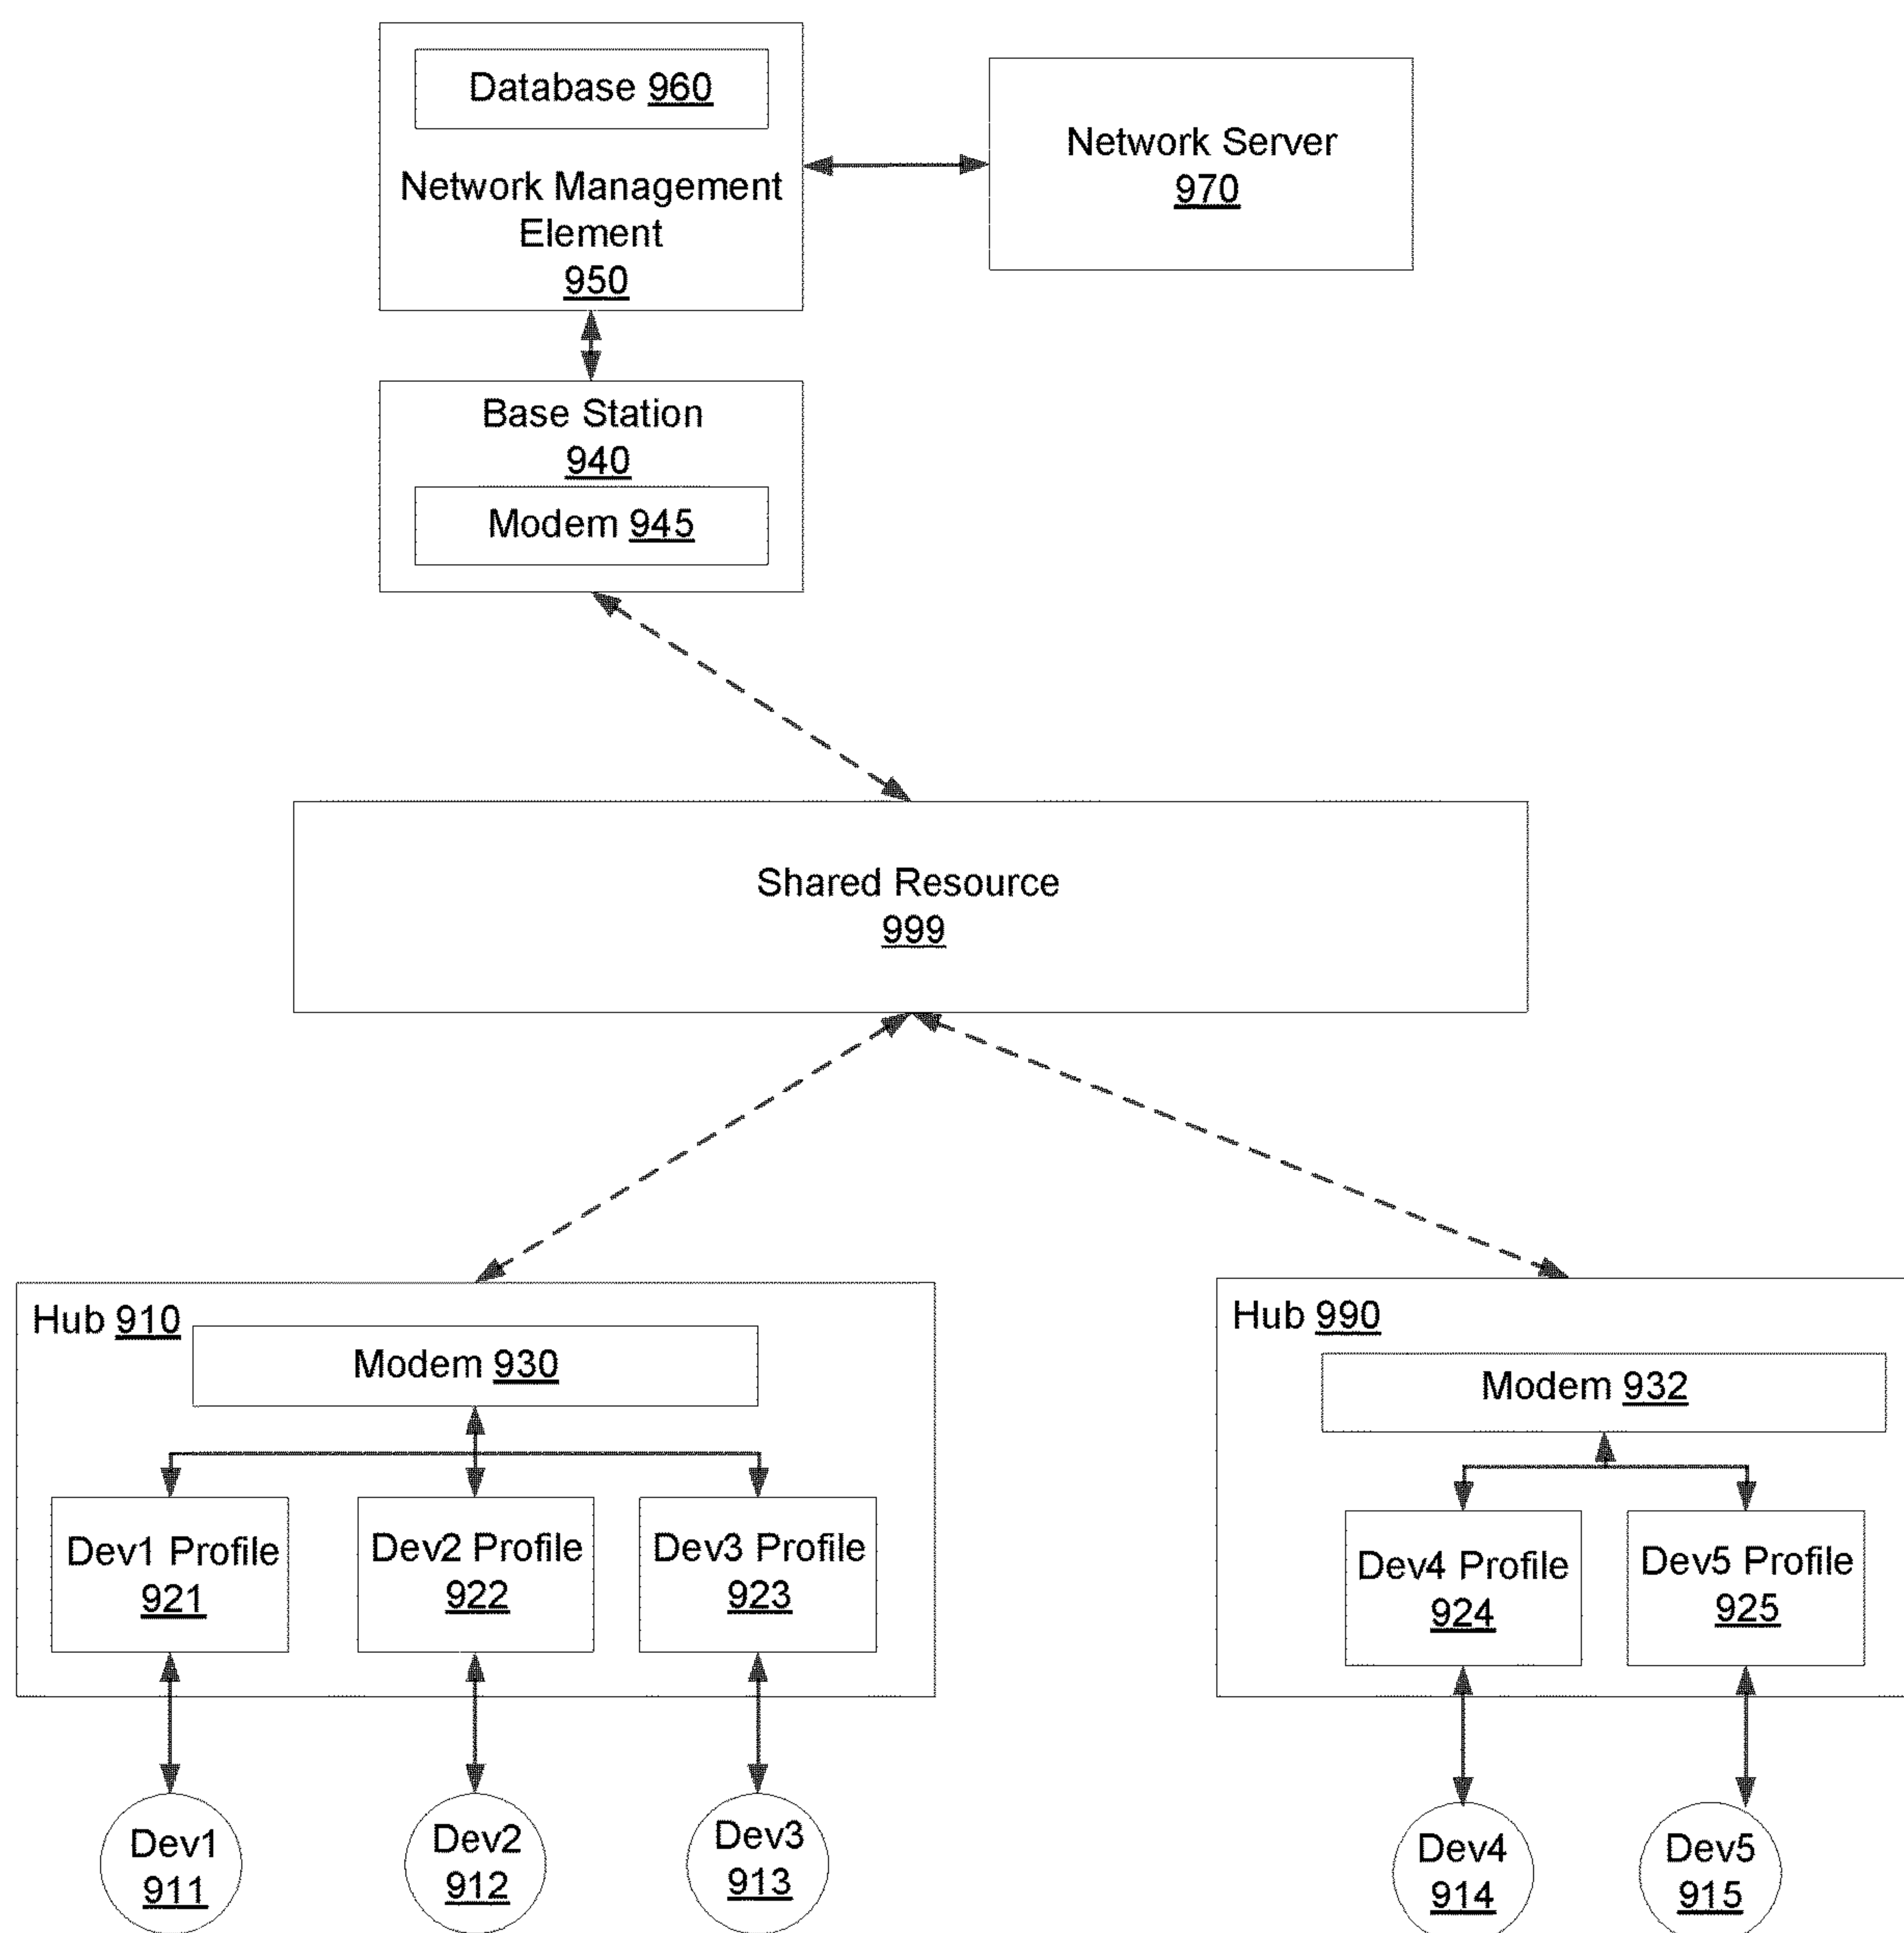 Database 960
Network Management
Element
950
Network Server
970
Base Station
940
Modem 945
Shared Resource
999
Hub 910
Modem 930
Dev1 Profile
921
Dev2 Profile
922
Dev3 Profile
923
Dev1
911
Dev2
912
Dev3
913
Hub 990
Modem 932
Dev4 Profile
924
Dev5 Profile
925
Dev4
914
Dev5
915